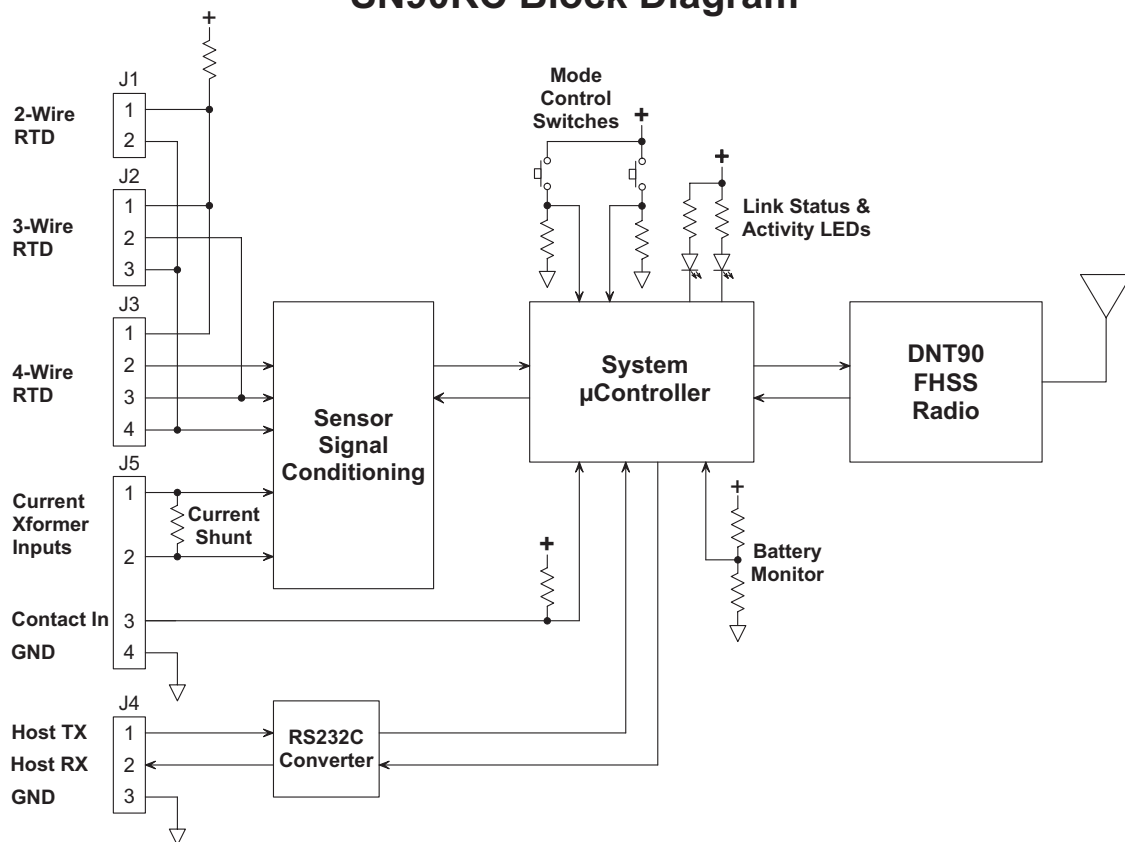 Block Diagram
+
J1
2-Wire
RTD
1
2
J2
3-Wire
RTD
1
2
3
J3
4-Wire
RTD
1
2
3
4
J5
Current
Xformer
Inputs
1
2
Current
Shunt
Contact In
3
GND
4
J4
Host TX
1
Host RX
2
GND
3
Sensor
Signal
Conditioning
RS232C
Converter
+
Mode
Control
Switches
+
+
Link Status &
Activity LEDs
System
µController
+
Battery
Monitor
DNT90
FHSS
Radio